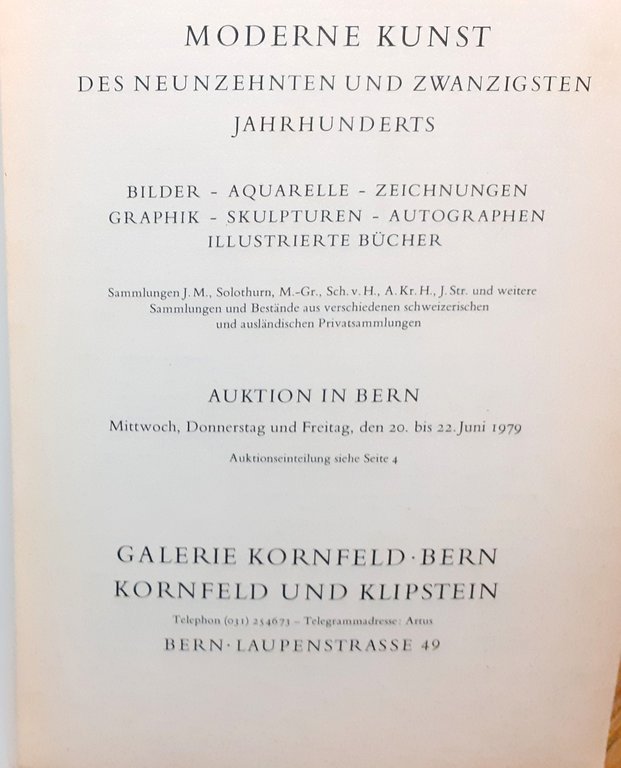 MODERNE KUNST
DES NEUNZEHNTEN UND ZWANZIGSTEN
JAHRHUNDERTS
BILDER - AQUARELLE - ZEICHNUNGEN
GRAPHIK - SKULPTUREN - AUTOGRAPHEN
ILLUSTRIERTE BÜCHER
Sammlungen J. M., Solothurn, M.-Gr., Sch. v. H., A. Kr. H., J. Str. und weitere
Sammlungen und Bestände aus verschiedenen schweizerischen
und ausländischen Privatsammlungen
AUKTION IN BERN
Mittwoch, Donnerstag und Freitag, den 20. bis 22. Juni 1979
Auktionseinteilung siehe Seite 4
GALERIE KORNFELD · BERN
KORNFELD UND KLIPSTEIN
Telephon (031) 254673 – Telegrammadresse: Artus
BERN · LAUPENSTRASSE 49